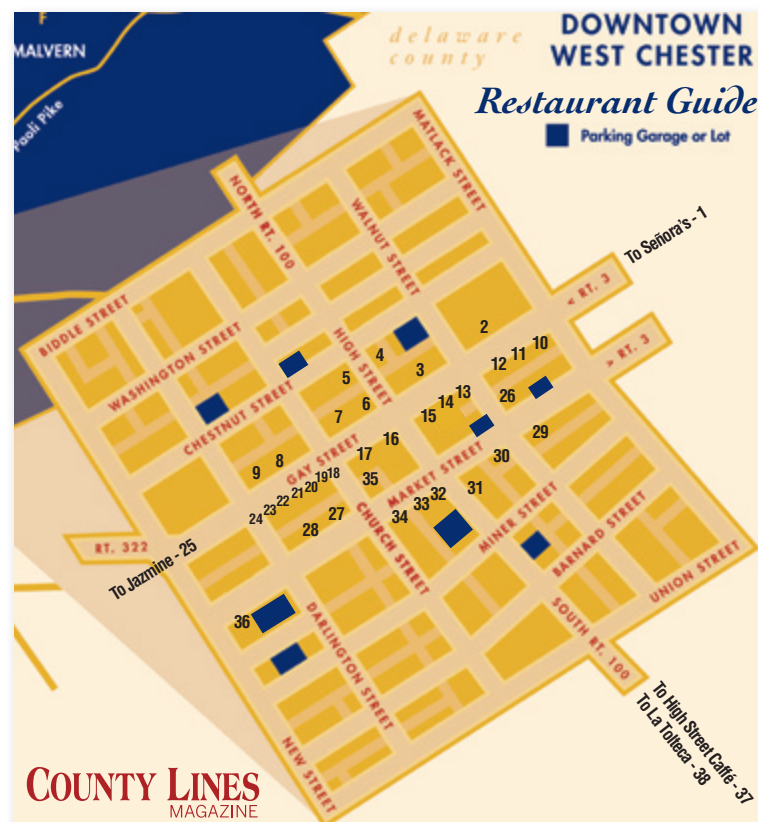 F
MALVERN
Paoli Pike
delaware
county
DOWNTOWN
WEST CHESTER
Restaurant Guide
Parking Garage or Lot
MATLACK STREET
NORTH RT. 100
WALNUT STREET
To Señora's - 1
< RT. 3
> RT. 3
BIDDLE STREET
WASHINGTON STREET
HIGH STREET
CHESTNUT STREET
2
4
3
5
6
7
10
11
12
26
13
14
15
16
17
35
8
9
GAY STREET
18
19
20
21
22
23
24
27
28
MARKET STREET
29
30
31
32
33
34
CHURCH STREET
MINER STREET
BARNARD STREET
UNION STREET
RT. 322
To Jazmine - 25
36
DARLINGTON STREET
SOUTH RT. 100
To High Street Caffé - 37
To La Tolteca - 38
NEW STREET
COUNTY LINES
MAGAZINE